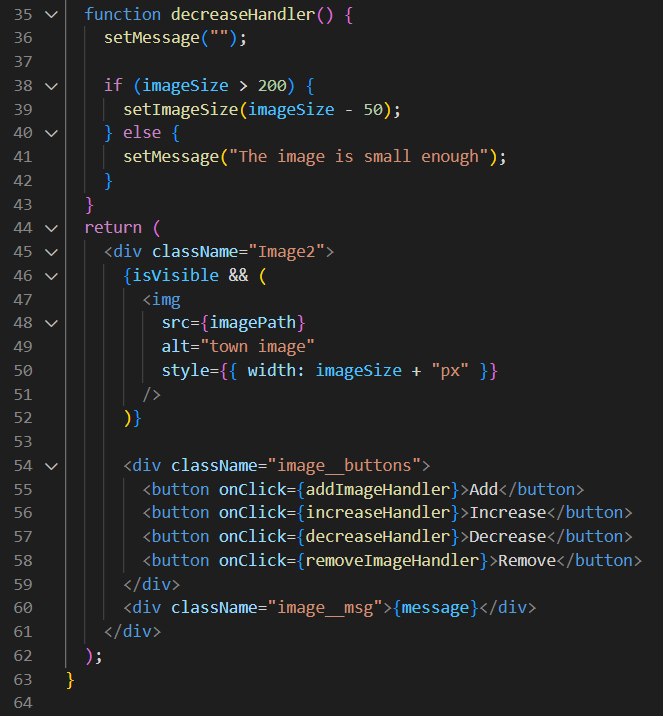 35 function decreaseHandler() {
36 setMessage("");
37
38 if (imageSize > 200) {
39 setImageSize(imageSize - 50);
40 } else {
41 setMessage("The image is small enough");
42 }
43 }
44 return (
45 <div className="Image2">
46 {isVisible && (
47 <img
48 src={imagePath}
49 alt="town image"
50 style={{ width: imageSize + "px" }}
51 />
52 )}
53
54 <div className="image__buttons">
55 <button onClick={addImageHandler}>Add</button>
56 <button onClick={increaseHandler}>Increase</button>
57 <button onClick={decreaseHandler}>Decrease</button>
58 <button onClick={removeImageHandler}>Remove</button>
59 </div>
60 <div className="image__msg">{message}</div>
61 </div>
62 );
63 }
64